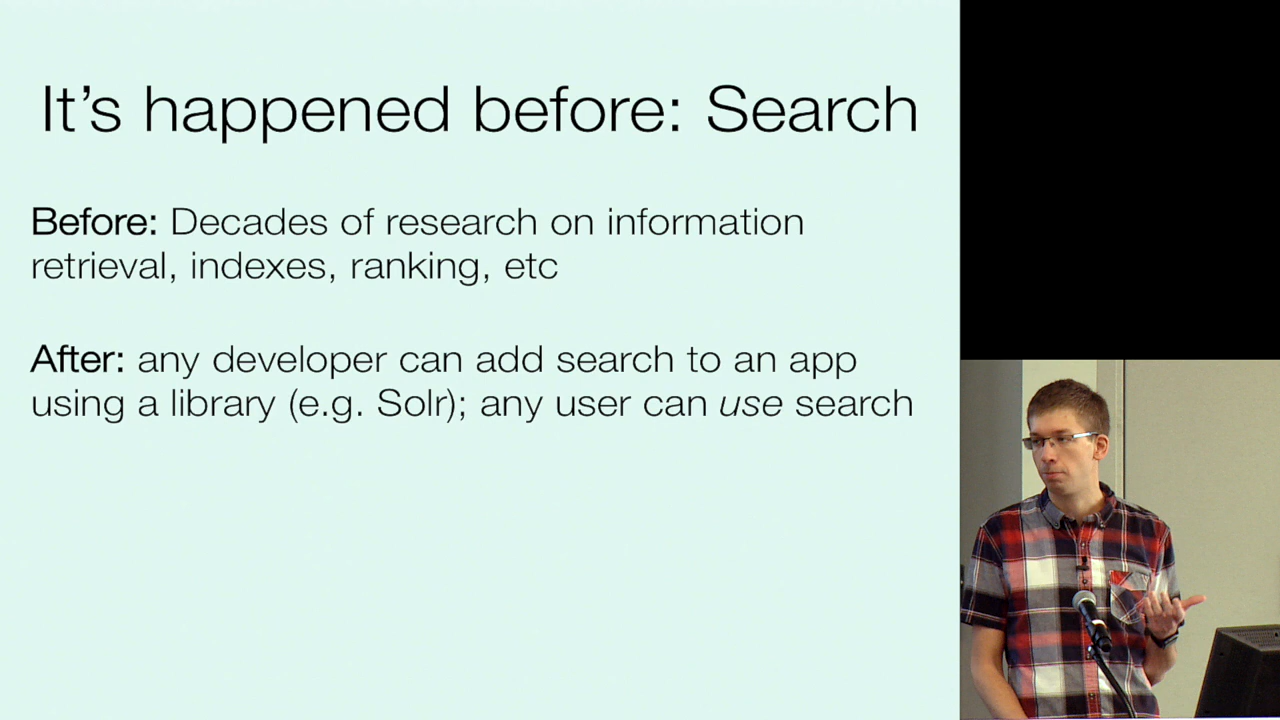 It's happened before: Search
Before: Decades of research on information
retrieval, indexes, ranking, etc
After: any developer can add search to an app
using a library (e.g. Solr); any user can use search